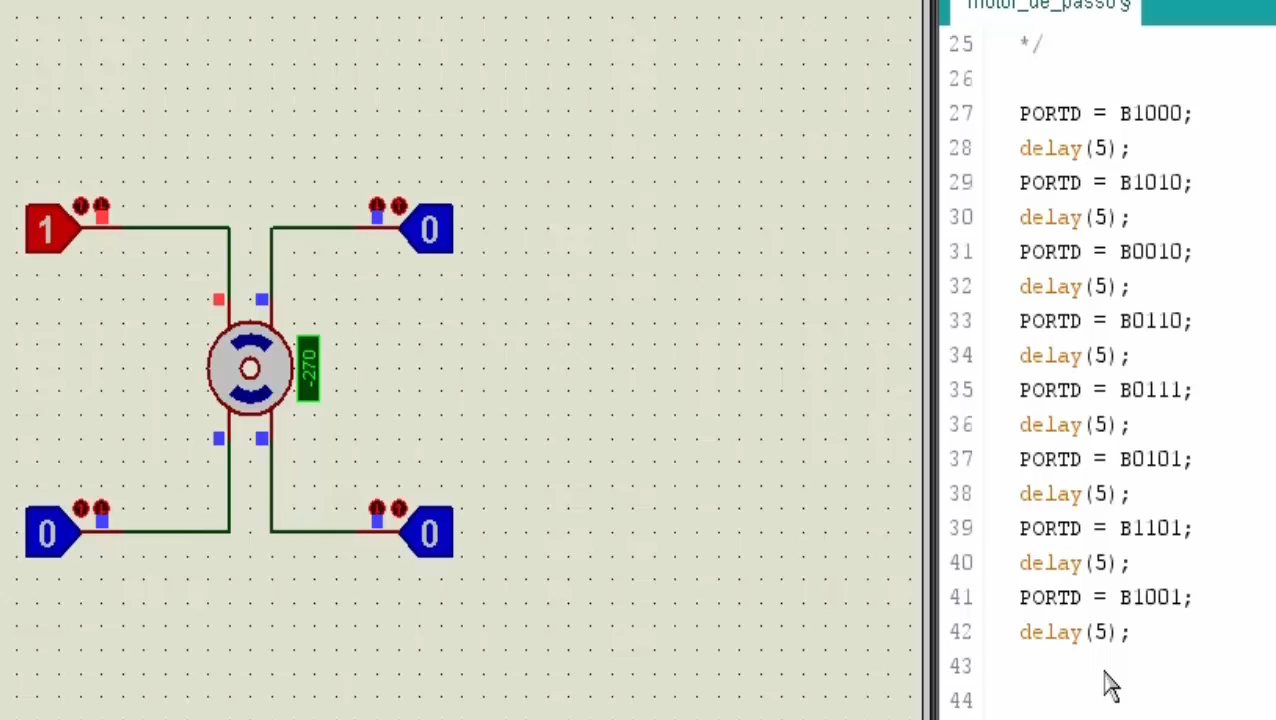 1
0
-270
0
0
motor_de_passo§
25 */
26
27 PORTD = B1000;
28 delay(5);
29 PORTD = B1010;
30 delay(5);
31 PORTD = B0010;
32 delay(5);
33 PORTD = B0110;
34 delay(5);
35 PORTD = B0111;
36 delay(5);
37 PORTD = B0101;
38 delay(5);
39 PORTD = B1101;
40 delay(5);
41 PORTD = B1001;
42 delay(5);
43
44